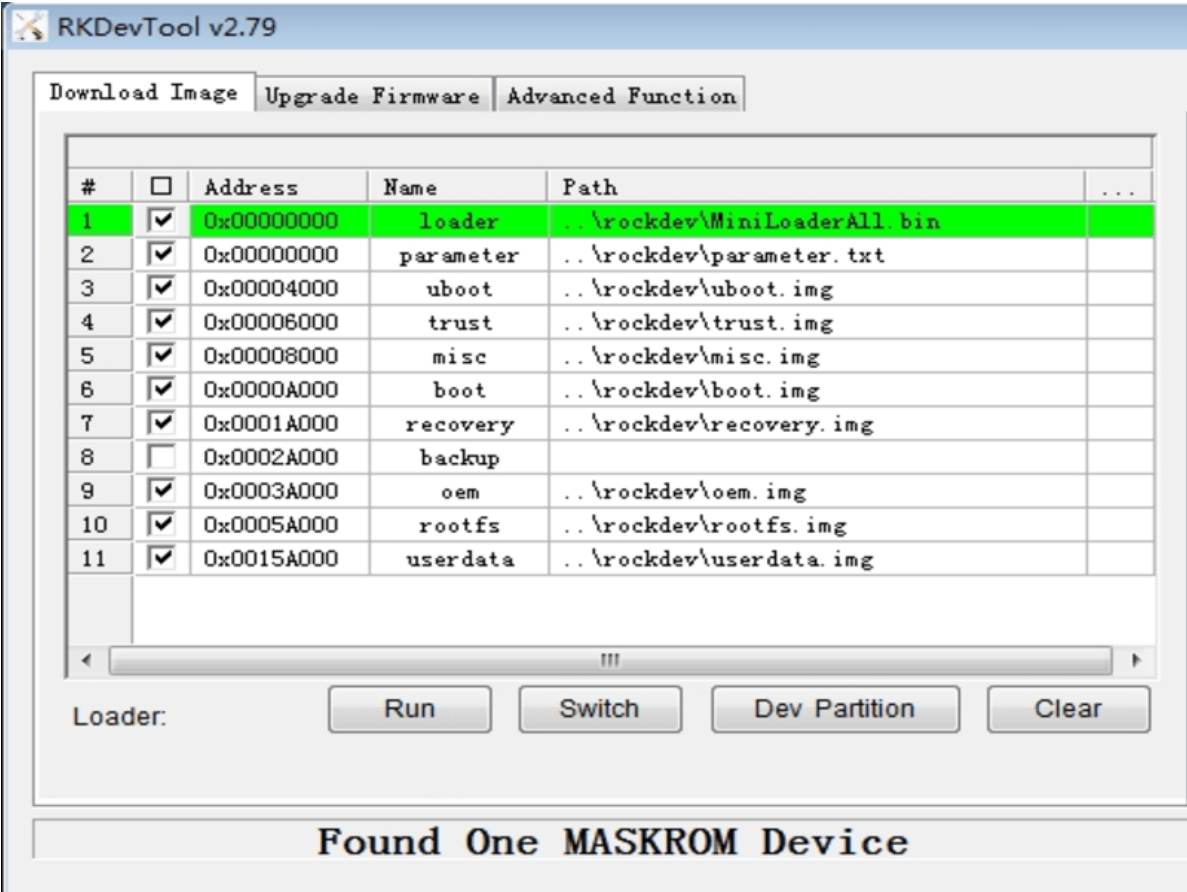 RKDevTool v2.79
Download Image Upgrade Firmware Advanced Function
# Address Name Path ...
1 0x00000000 loader ..\rockdev\MiniLoaderAll.bin
2 0x00000000 parameter ..\rockdev\parameter.txt
3 0x00004000 uboot ..\rockdev\uboot.img
4 0x00006000 trust ..\rockdev\trust.img
5 0x00008000 misc ..\rockdev\misc.img
6 0x0000A000 boot ..\rockdev\boot.img
7 0x0001A000 recovery ..\rockdev\recovery.img
8 0x0002A000 backup
9 0x0003A000 oem ..\rockdev\oem.img
10 0x0005A000 rootfs ..\rockdev\rootfs.img
11 0x0015A000 userdata ..\rockdev\userdata.img
Loader: Run Switch Dev Partition Clear
Found One MASKROM Device